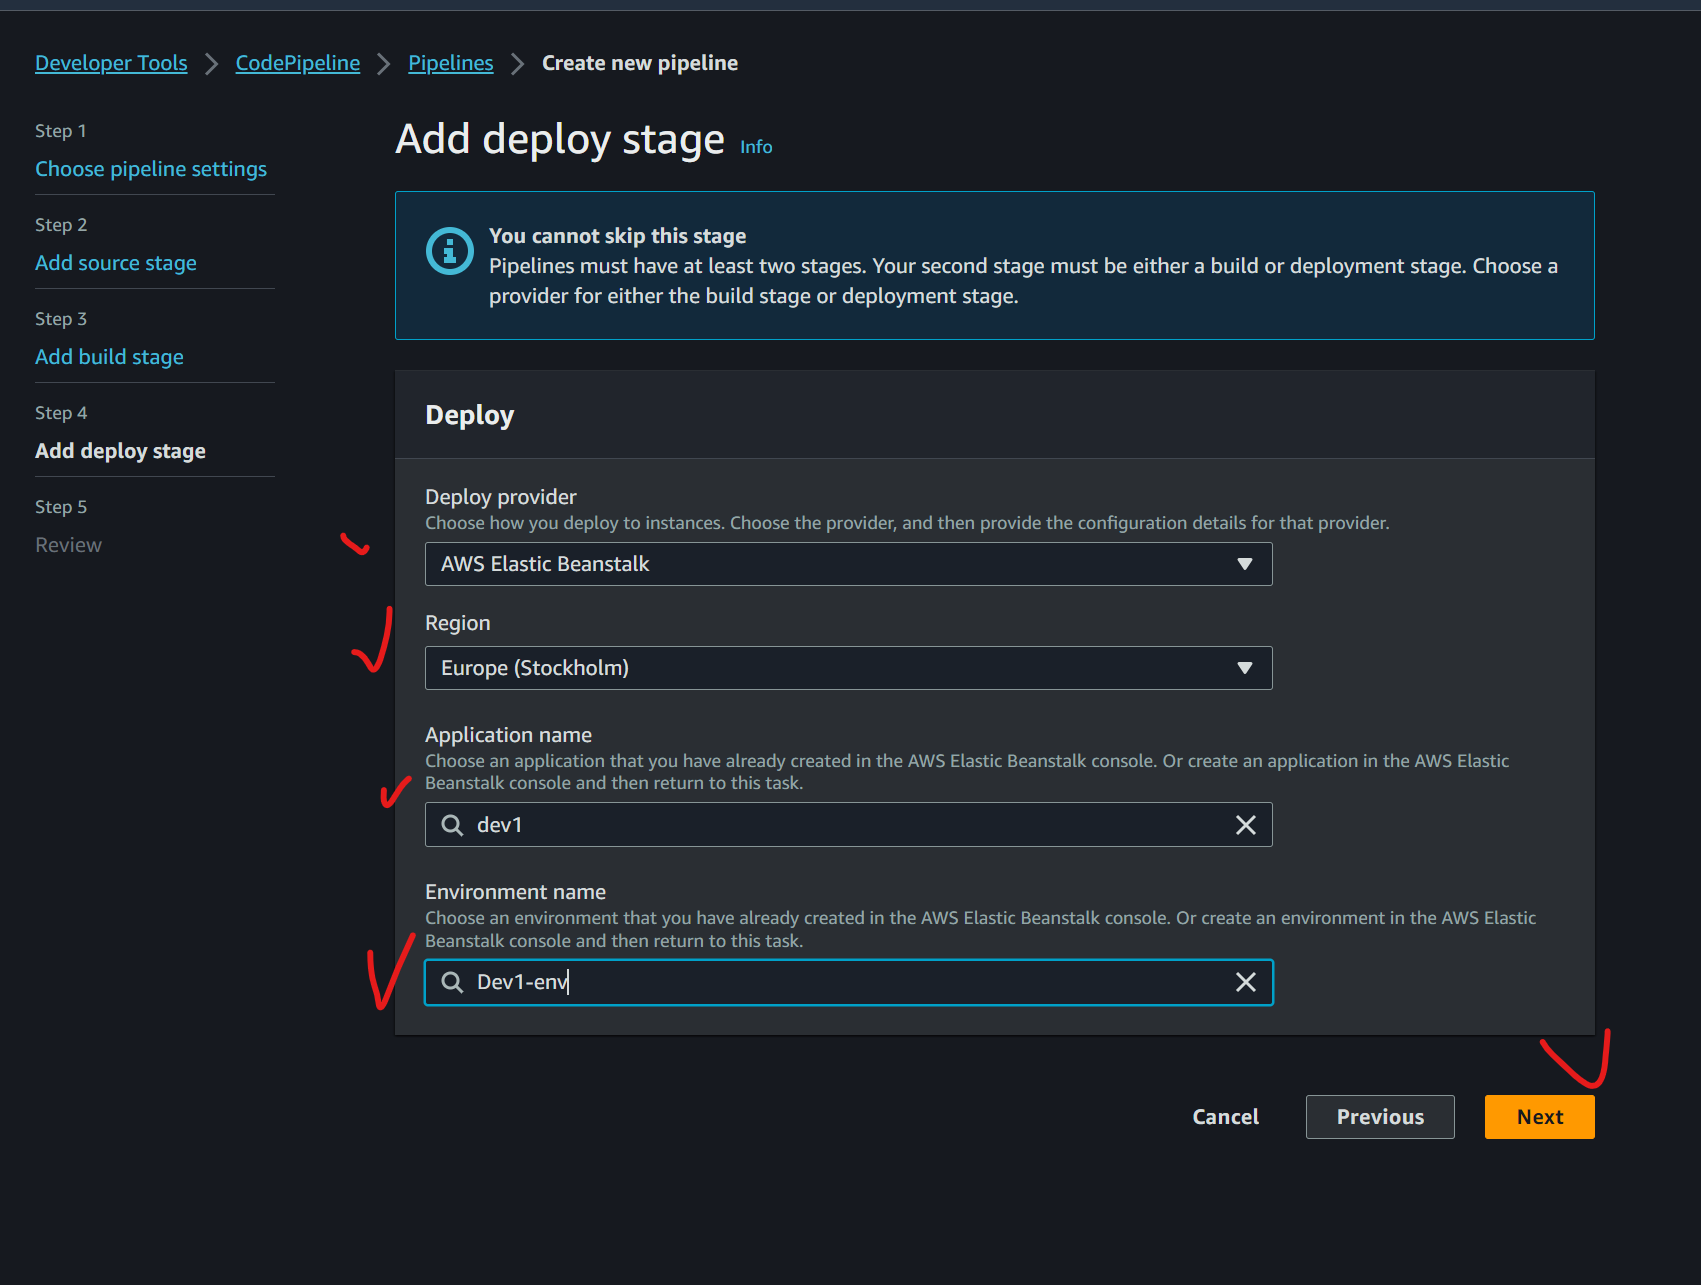 Developer Tools > CodePipeline > Pipelines > Create new pipeline
Step 1
Choose pipeline settings
Step 2
Add source stage
Step 3
Add build stage
Step 4
Add deploy stage
Step 5
Review
Add deploy stage Info
You cannot skip this stage
Pipelines must have at least two stages. Your second stage must be either a build or deployment stage. Choose a
provider for either the build stage or deployment stage.
Deploy
Deploy provider
Choose how you deploy to instances. Choose the provider, and then provide the configuration details for that provider.
AWS Elastic Beanstalk
Region
Europe (Stockholm)
Application name
Choose an application that you have already created in the AWS Elastic Beanstalk console. Or create an application in the AWS Elastic
Beanstalk console and then return to this task.
dev1
Environment name
Choose an environment that you have already created in the AWS Elastic Beanstalk console. Or create an environment in the AWS Elastic
Beanstalk console and then return to this task.
Dev1-env
Cancel Previous Next